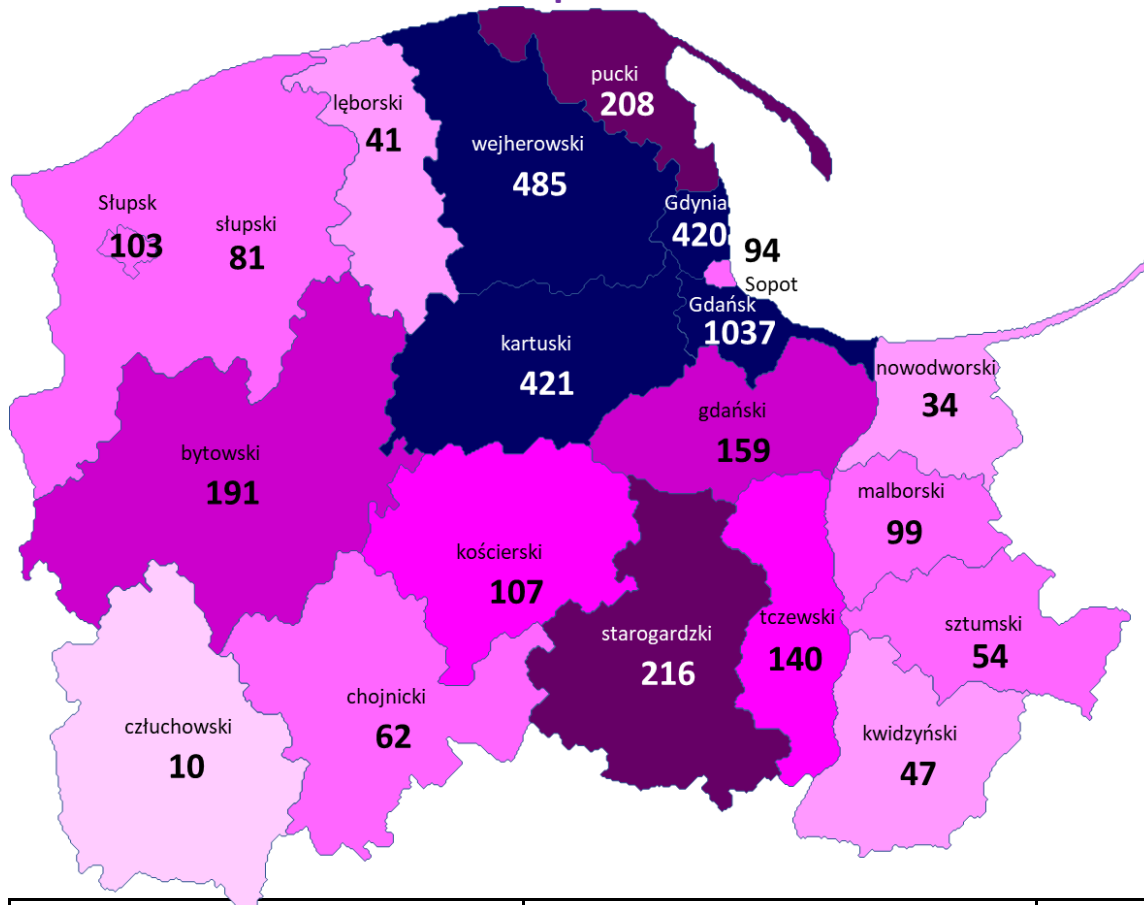 pucki
208
lęborski
41
wejherowski
485
Słupsk
103
słupski
81
Gdynia
420
94
Sopot
Gdańsk
1037
kartuski
421
nowodworski
34
gdański
159
bytowski
191
malborski
99
kościerski
107
starogardzki
216
tczewski
140
sztumski
54
chojnicki
62
człuchowski
10
kwidzyński
47